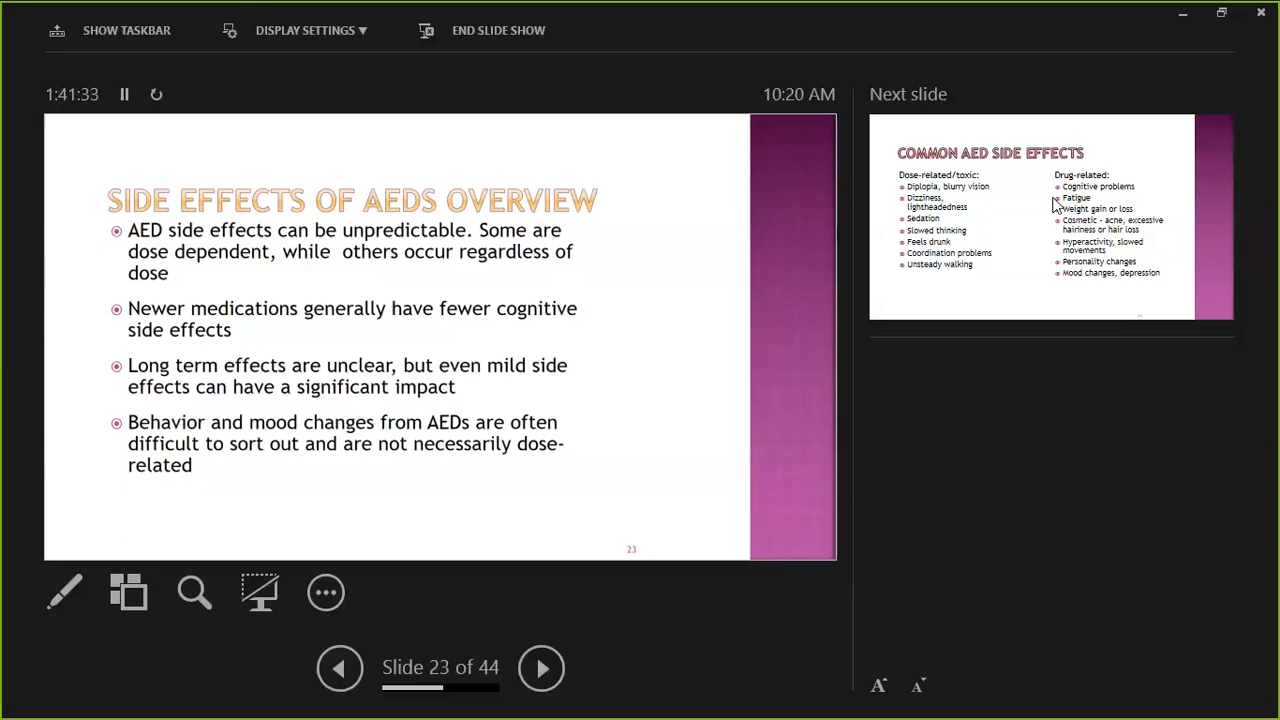 SHOW TASKBAR
DISPLAY SETTINGS
END SLIDE SHOW
1:41:33
10:20 AM
SIDE EFFECTS OF AEDS OVERVIEW
AED side effects can be unpredictable. Some are
dose dependent, while others occur regardless of
dose
Newer medications generally have fewer cognitive
side effects
Long term effects are unclear, but even mild side
effects can have a significant impact
Behavior and mood changes from AEDs are often
difficult to sort out and are not necessarily dose-
related
23
Slide 23 of 44
Next slide
COMMON AED SIDE EFFECTS
Dose-related/toxic:
Diplopia, blurry vision
Dizziness,
lightheadedness
Sedation
Slowed thinking
Feels drunk
Coordination problems
Unsteady walking
Drug-related:
Cognitive problems
Fatigue
Weight gain or loss
Cosmetic - acne, excessive
hairiness or hair loss
Hyperactivity, slowed
movements
Personality changes
Mood changes, depression
A
A